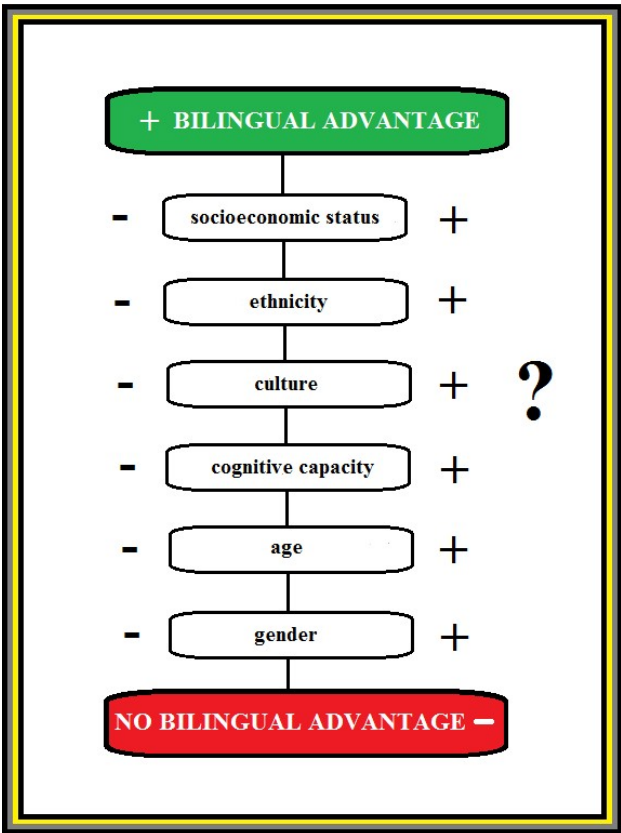 + BILINGUAL ADVANTAGE
- socioeconomic status +
- ethnicity +
- culture + ?
- cognitive capacity +
- age +
- gender +
NO BILINGUAL ADVANTAGE -